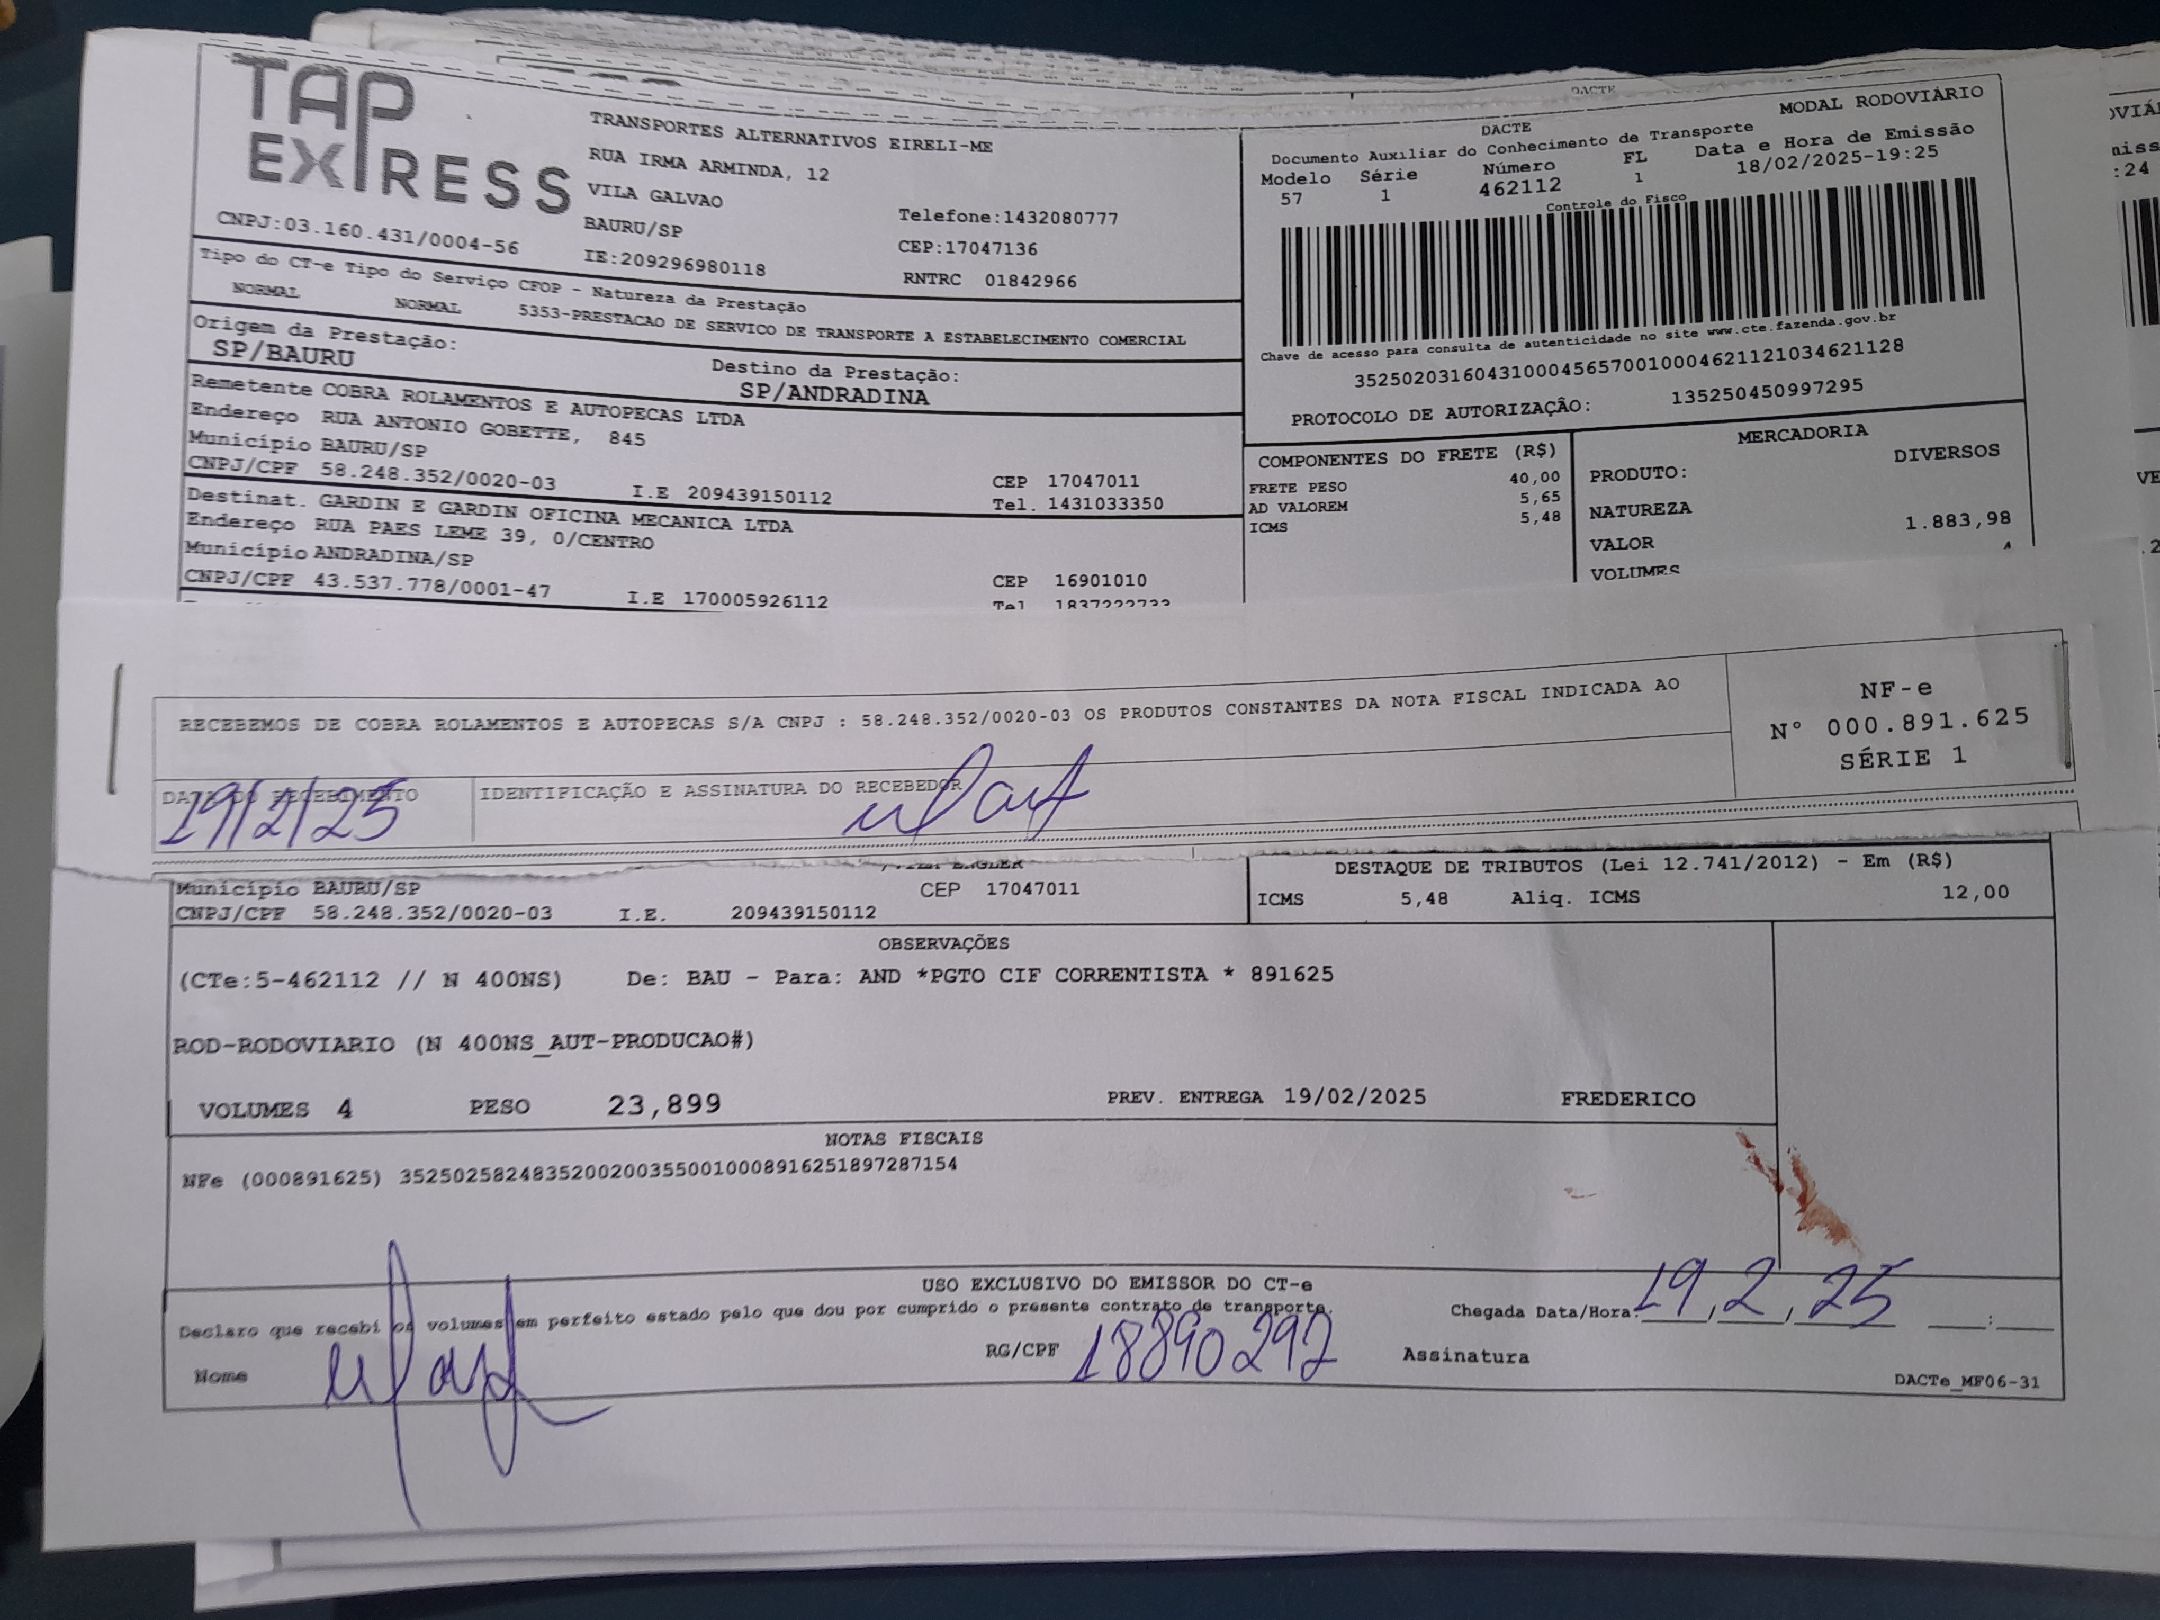 DACTE
TAP EXPRESS
TRANSPORTES ALTERNATIVOS EIRELI-ME
RUA IRMA ARMINDA, 12
VILA GALVAO
BAURU/SP
IE:209296980118
Telefone:1432080777
CEP:17047136
RNTRC 01842966
CNPJ:03.160.431/0004-56
Tipo do CT-e Tipo do Serviço CFOP - Natureza da Prestação
NORMAL NORMAL 5353-PRESTACAO DE SERVICO DE TRANSPORTE A ESTABELECIMENTO COMERCIAL
Origem da Prestação:
SP/BAURU
Destino da Prestação:
SP/ANDRADINA
Remetente COBRA ROLAMENTOS E AUTOPECAS LTDA
Endereço RUA ANTONIO GOBETTE, 845
Município BAURU/SP
CEP 17047011
CNPJ/CPF 58.248.352/0020-03 I.E 209439150112 Tel. 1431033350
Destinat. GARDIN E GARDIN OFICINA MECANICA LTDA
Endereço RUA PAES LEME 39, 0/CENTRO
Município ANDRADINA/SP
CEP 16901010
CNPJ/CPF 43.537.778/0001-47 I.E 170005926112 Tel 1837222733
DACTE
MODAL RODOVIÁRIO
Documento Auxiliar do Conhecimento de Transporte
Modelo Série Número FL Data e Hora de Emissão
57 1 462112 1 18/02/2025-19:25
Controle do Fisco
Chave de acesso para consulta de autenticidade no site www.cte.fazenda.gov.br
35250203160431000456570010004621121034621128
PROTOCOLO DE AUTORIZAÇÂO: 135250450997295
COMPONENTES DO FRETE (R$)
FRETE PESO 40,00
AD VALOREM 5,65
ICMS 5,48
MERCADORIA
PRODUTO: DIVERSOS
NATUREZA
VALOR 1.883,98
VOLUMES
RECEBEMOS DE COBRA ROLAMENTOS E AUTOPECAS S/A CNPJ : 58.248.352/0020-03 OS PRODUTOS CONSTANTES DA NOTA FISCAL INDICADA AO
NF-e
N° 000.891.625
SÉRIE 1
DATA DO RECEBIMENTO
19/2/25
IDENTIFICAÇÃO E ASSINATURA DO RECEBEDOR
Município BAURU/SP CEP 17047011
CNPJ/CPF 58.248.352/0020-03 I.E. 209439150112
DESTAQUE DE TRIBUTOS (Lei 12.741/2012) - Em (R$)
ICMS 5,48 Aliq. ICMS 12,00
OBSERVAÇÕES
(CTe:5-462112 // N 400NS) De: BAU - Para: AND *PGTO CIF CORRENTISTA * 891625
ROD-RODOVIARIO (N 400NS_AUT-PRODUCAO#)
VOLUMES 4 PESO 23,899 PREV. ENTREGA 19/02/2025 FREDERICO
NOTAS FISCAIS
NFe (000891625) 35250258248352002003550010008916251897287154
USO EXCLUSIVO DO EMISSOR DO CT-e
Declaro que recebi os volumes em perfeito estado pelo que dou por cumprido o presente contrato de transporte.
Chegada Data/Hora: 19, 2, 25 :
Nome RG/CPF 18890292 Assinatura
DACTe_MF06-31